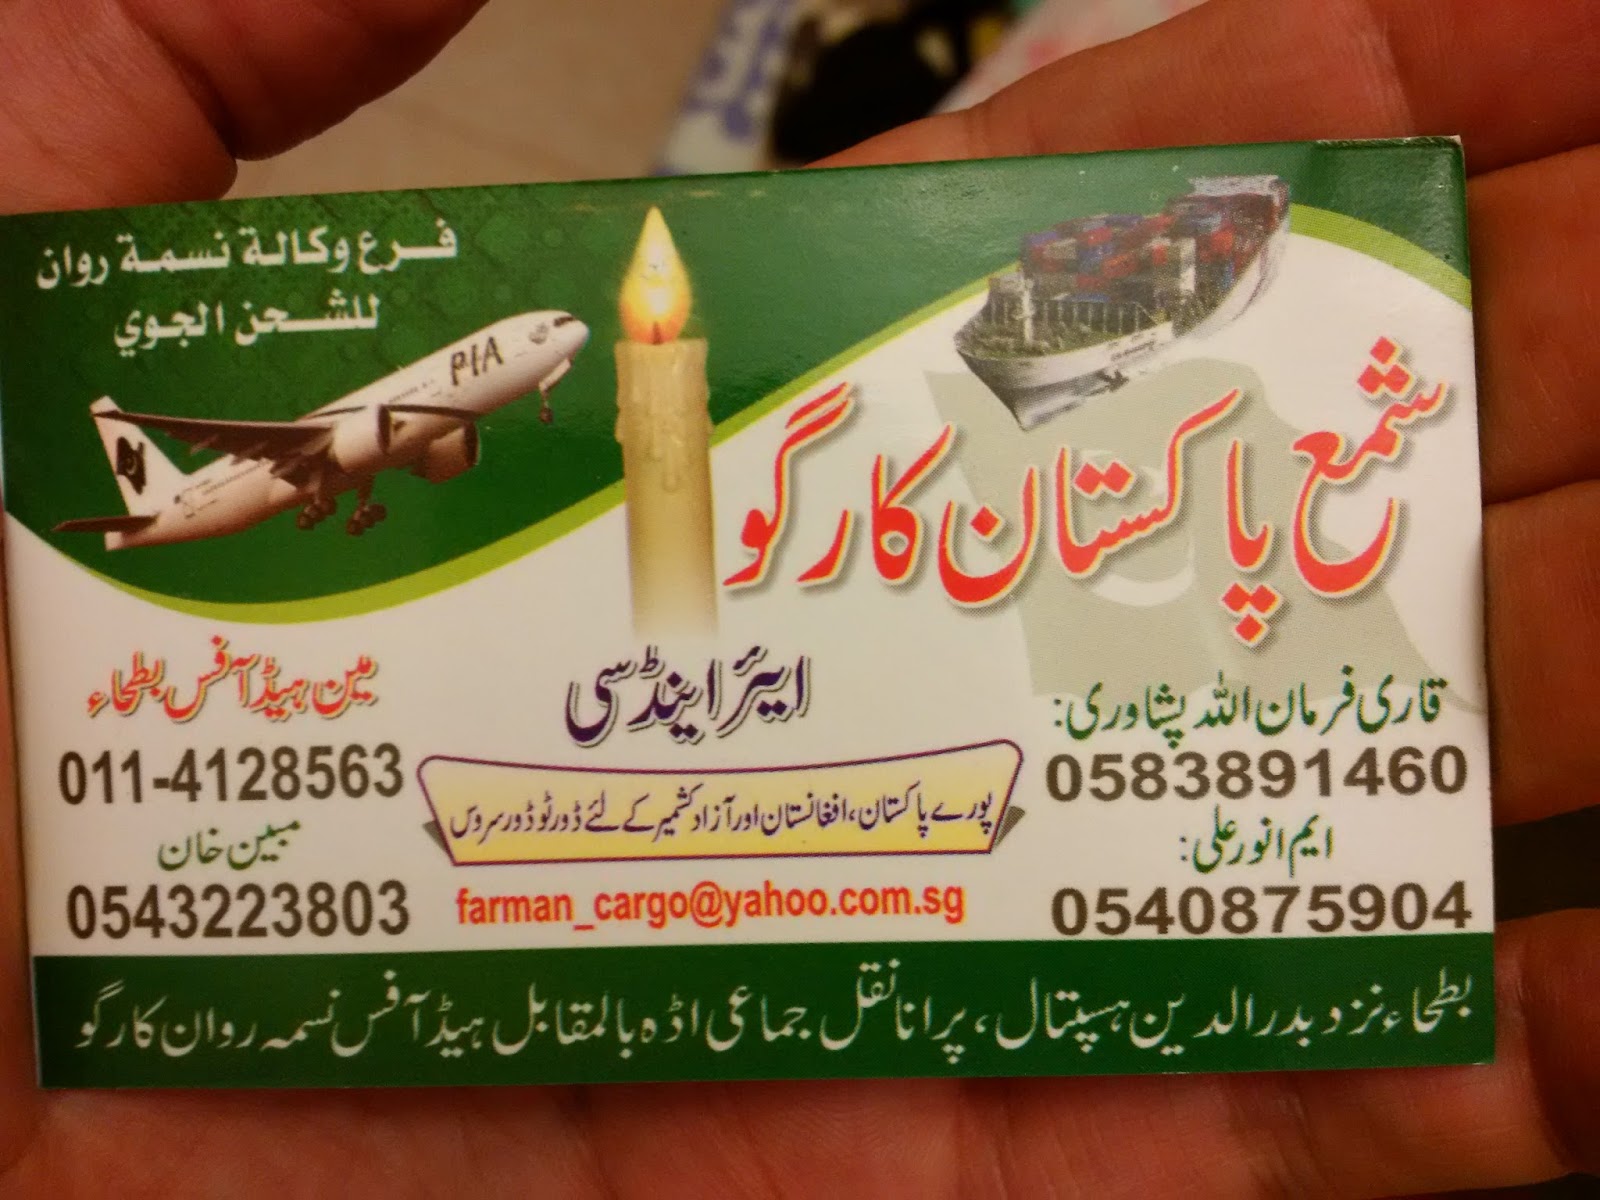 فرع وكالة نسمة روان
للشحن الجوي
PIA
شمع پاکستان کارگو
ایئر اینڈ سی
مین ہیڈ آفس بطحاء
011-4128563
مبین خان
0543223803
پورے پاکستان، افغانستان اور آزاد کشمیر کے لئے ڈور ٹو ڈور سروس
farman_cargo@yahoo.com.sg
قاری فرمان اللہ پشاوری:
0583891460
ایم انور علی:
0540875904
بطحاء نزد بدرالدین ہسپتال، پرانا نقل جماعی اڈہ بالمقابل ہیڈ آفس نسمہ روان کارگو